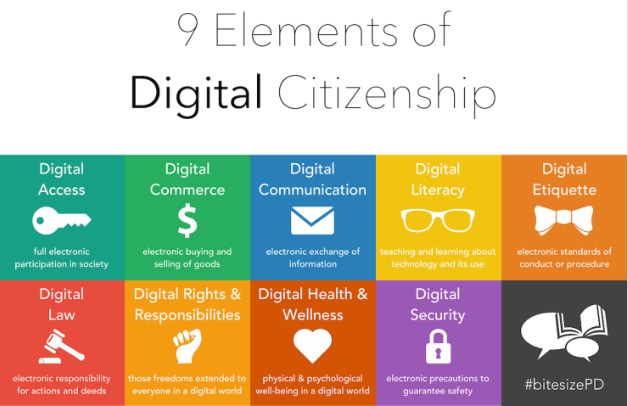 9 Elements of
Digital Citizenship
Digital
Access
full electronic
participation in society
Digital
Commerce
electronic buying and
selling of goods
Digital
Communication
electronic exchange of
information
Digital
Literacy
teaching and learning about
technology and its use
Digital
Etiquette
electronic standards of
conduct or procedure
Digital
Law
electronic responsibility
for actions and deeds
Digital Rights &
Responsibilities
those freedoms extended to
everyone in a digital world
Digital Health &
Wellness
physical & psychological
well-being in a digital world
Digital
Security
electronic precautions to
guarantee safety
#bitesizePD